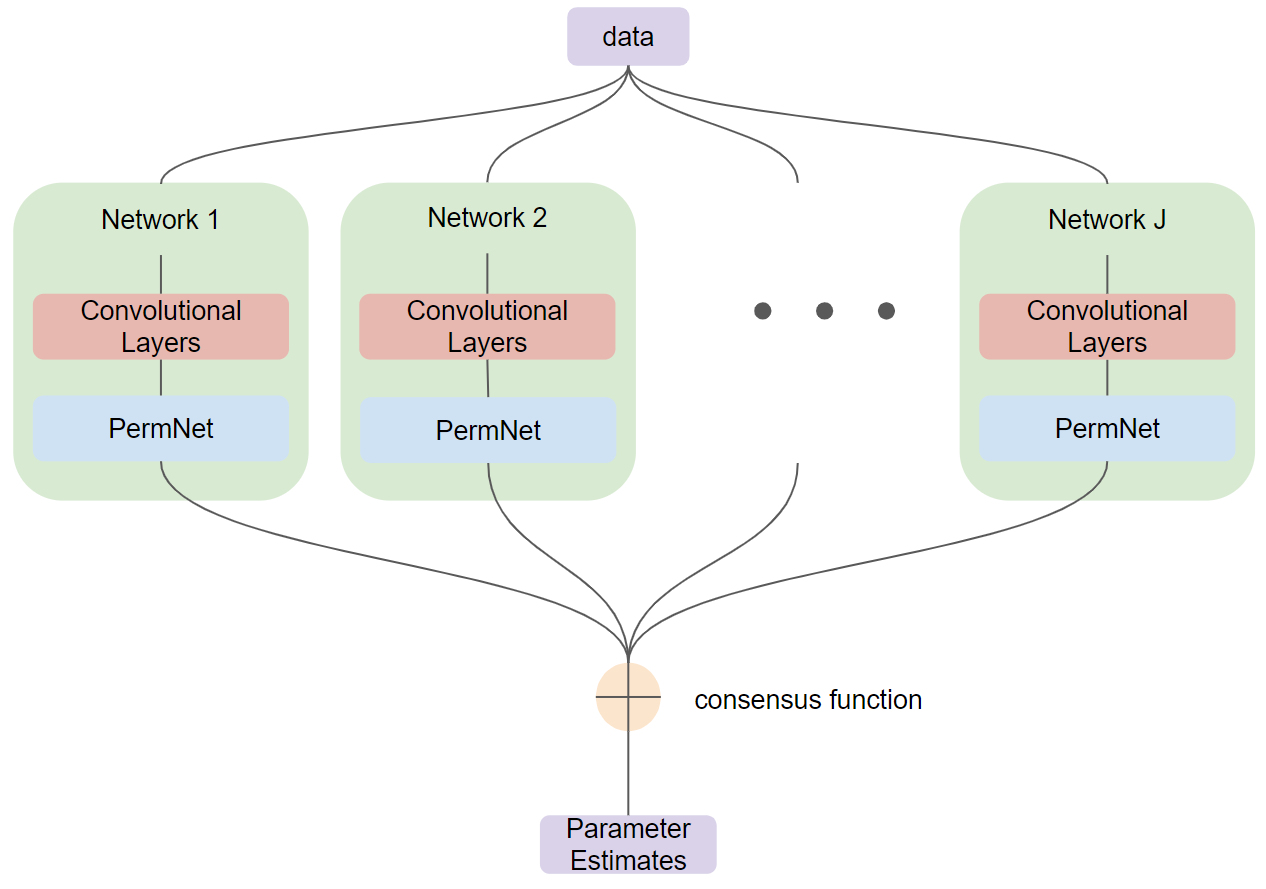 data
Network 1
Convolutional
Layers
PermNet
Network 2
Convolutional
Layers
PermNet
Network J
Convolutional
Layers
PermNet
consensus function
Parameter
Estimates